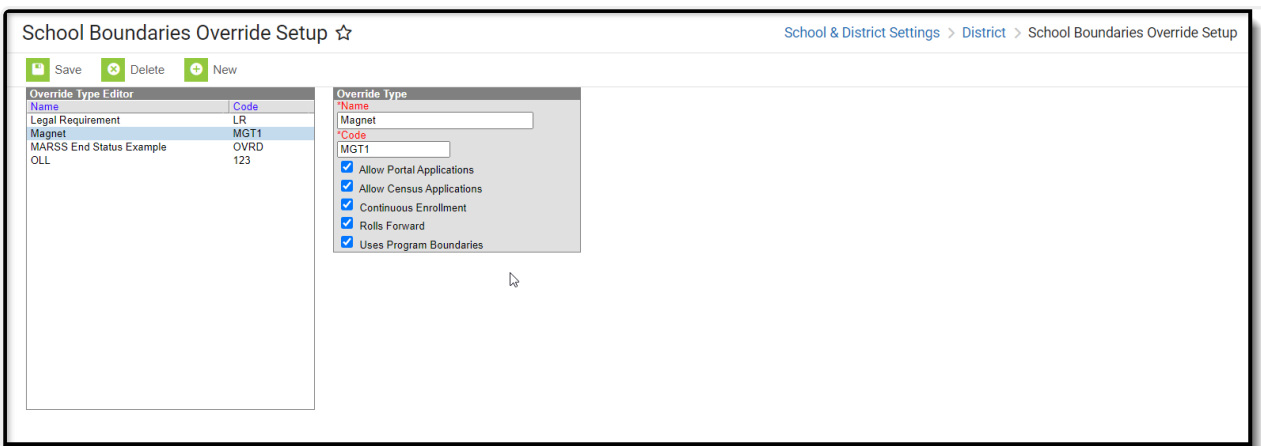 School Boundaries Override Setup ☆
School & District Settings > District > School Boundaries Override Setup
Save Delete New
Override Type Editor
Name Code
Legal Requirement LR
Magnet MGT1
MARSS End Status Example OVRD
OLL 123
Override Type
*Name
Magnet
*Code
MGT1
Allow Portal Applications
Allow Census Applications
Continuous Enrollment
Rolls Forward
Uses Program Boundaries